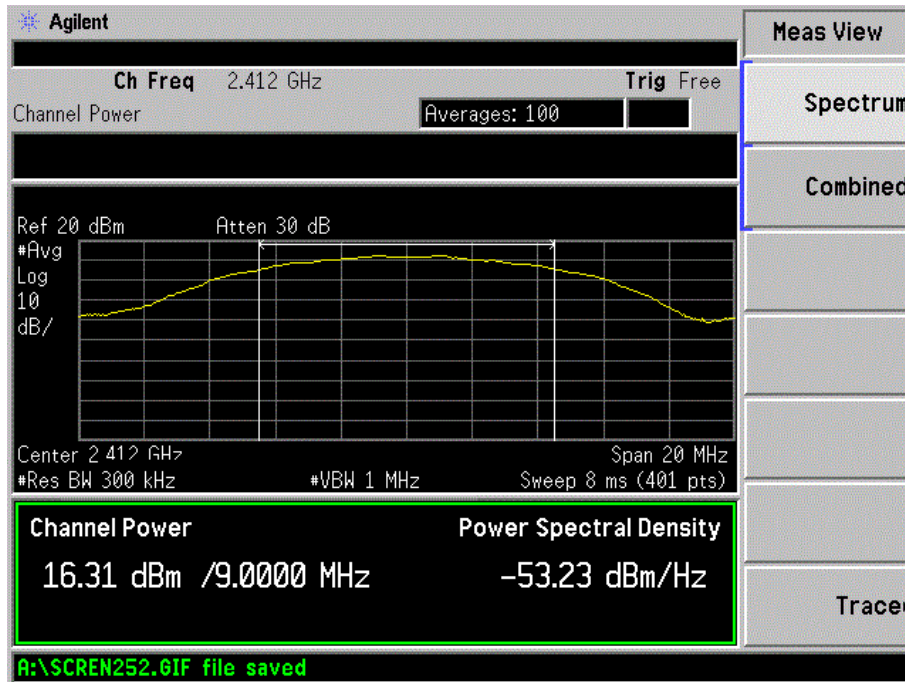 Agilent
Meas View
Ch Freq 2.412 GHz Trig Free
Channel Power Averages: 100
Spectrum
Combined
Ref 20 dBm Atten 30 dB
#Avg
Log
10
dB/
Center 2.412 GHz Span 20 MHz
#Res BW 300 kHz #VBW 1 MHz Sweep 8 ms (401 pts)
Channel Power Power Spectral Density
16.31 dBm /9.0000 MHz -53.23 dBm/Hz
Trace
A:\SCREN252.GIF file saved